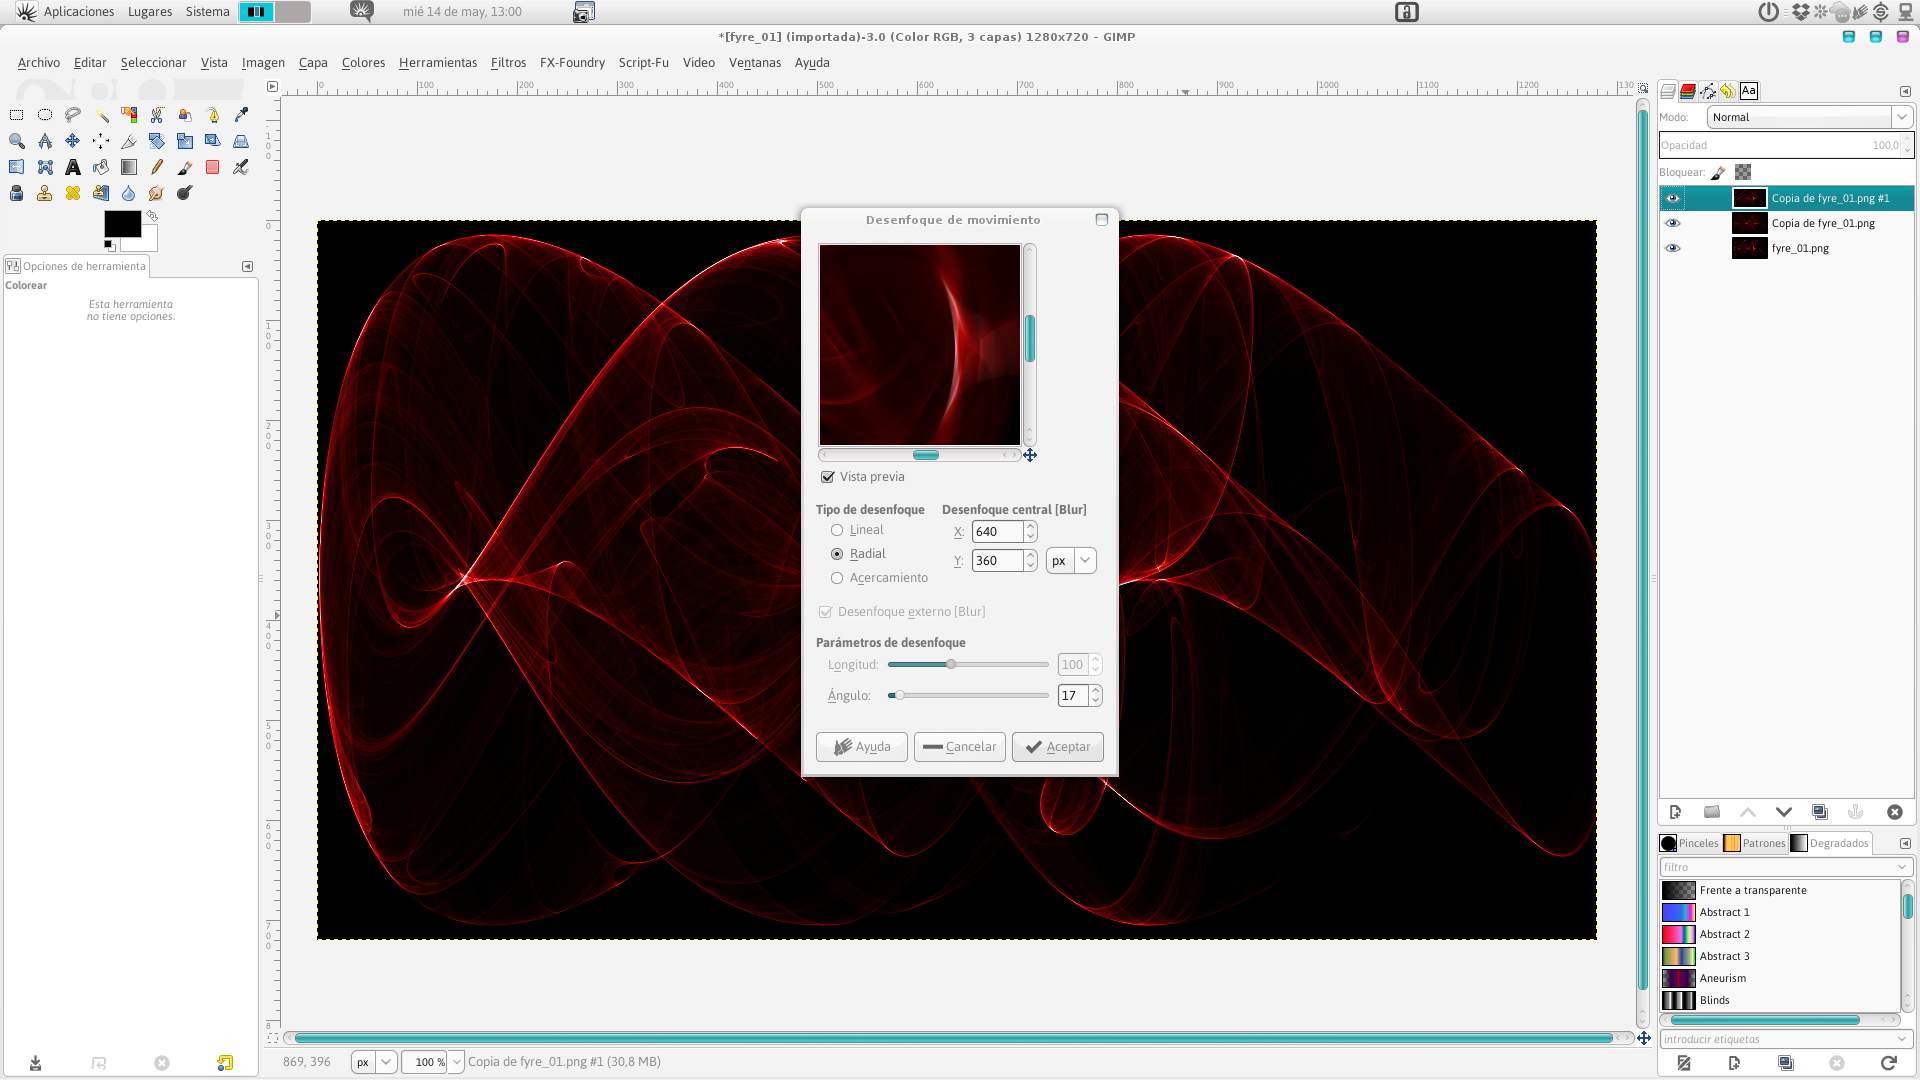 Aplicaciones Lugares Sistema mié 14 de may, 13:00
*[fyre_01] (importada)-3.0 (Color RGB, 3 capas) 1280x720 – GIMP
Archivo Editar Seleccionar Vista Imagen Capa Colores Herramientas Filtros FX-Foundry Script-Fu Video Ventanas Ayuda
0 100 200 300 400 500 600 700 800 900 1000 1100 1200 130
Opciones de herramienta
Colorear
Esta herramienta
no tiene opciones.
Desenfoque de movimiento
Vista previa
Tipo de desenfoque
Lineal
Radial
Acercamiento
Desenfoque central [Blur]
X: 640
Y: 360 px
Desenfoque externo [Blur]
Parámetros de desenfoque
Longitud: 100
Ángulo: 17
Ayuda Cancelar Aceptar
Aa
Modo: Normal
Opacidad 100,0
Bloquear:
Copia de fyre_01.png #1
Copia de fyre_01.png
fyre_01.png
Pinceles Patrones Degradados
filtro
Frente a transparente
Abstract 1
Abstract 2
Abstract 3
Aneurism
Blinds
introducir etiquetas
869, 396 px 100 % Copia de fyre_01.png #1 (30,8 MB)